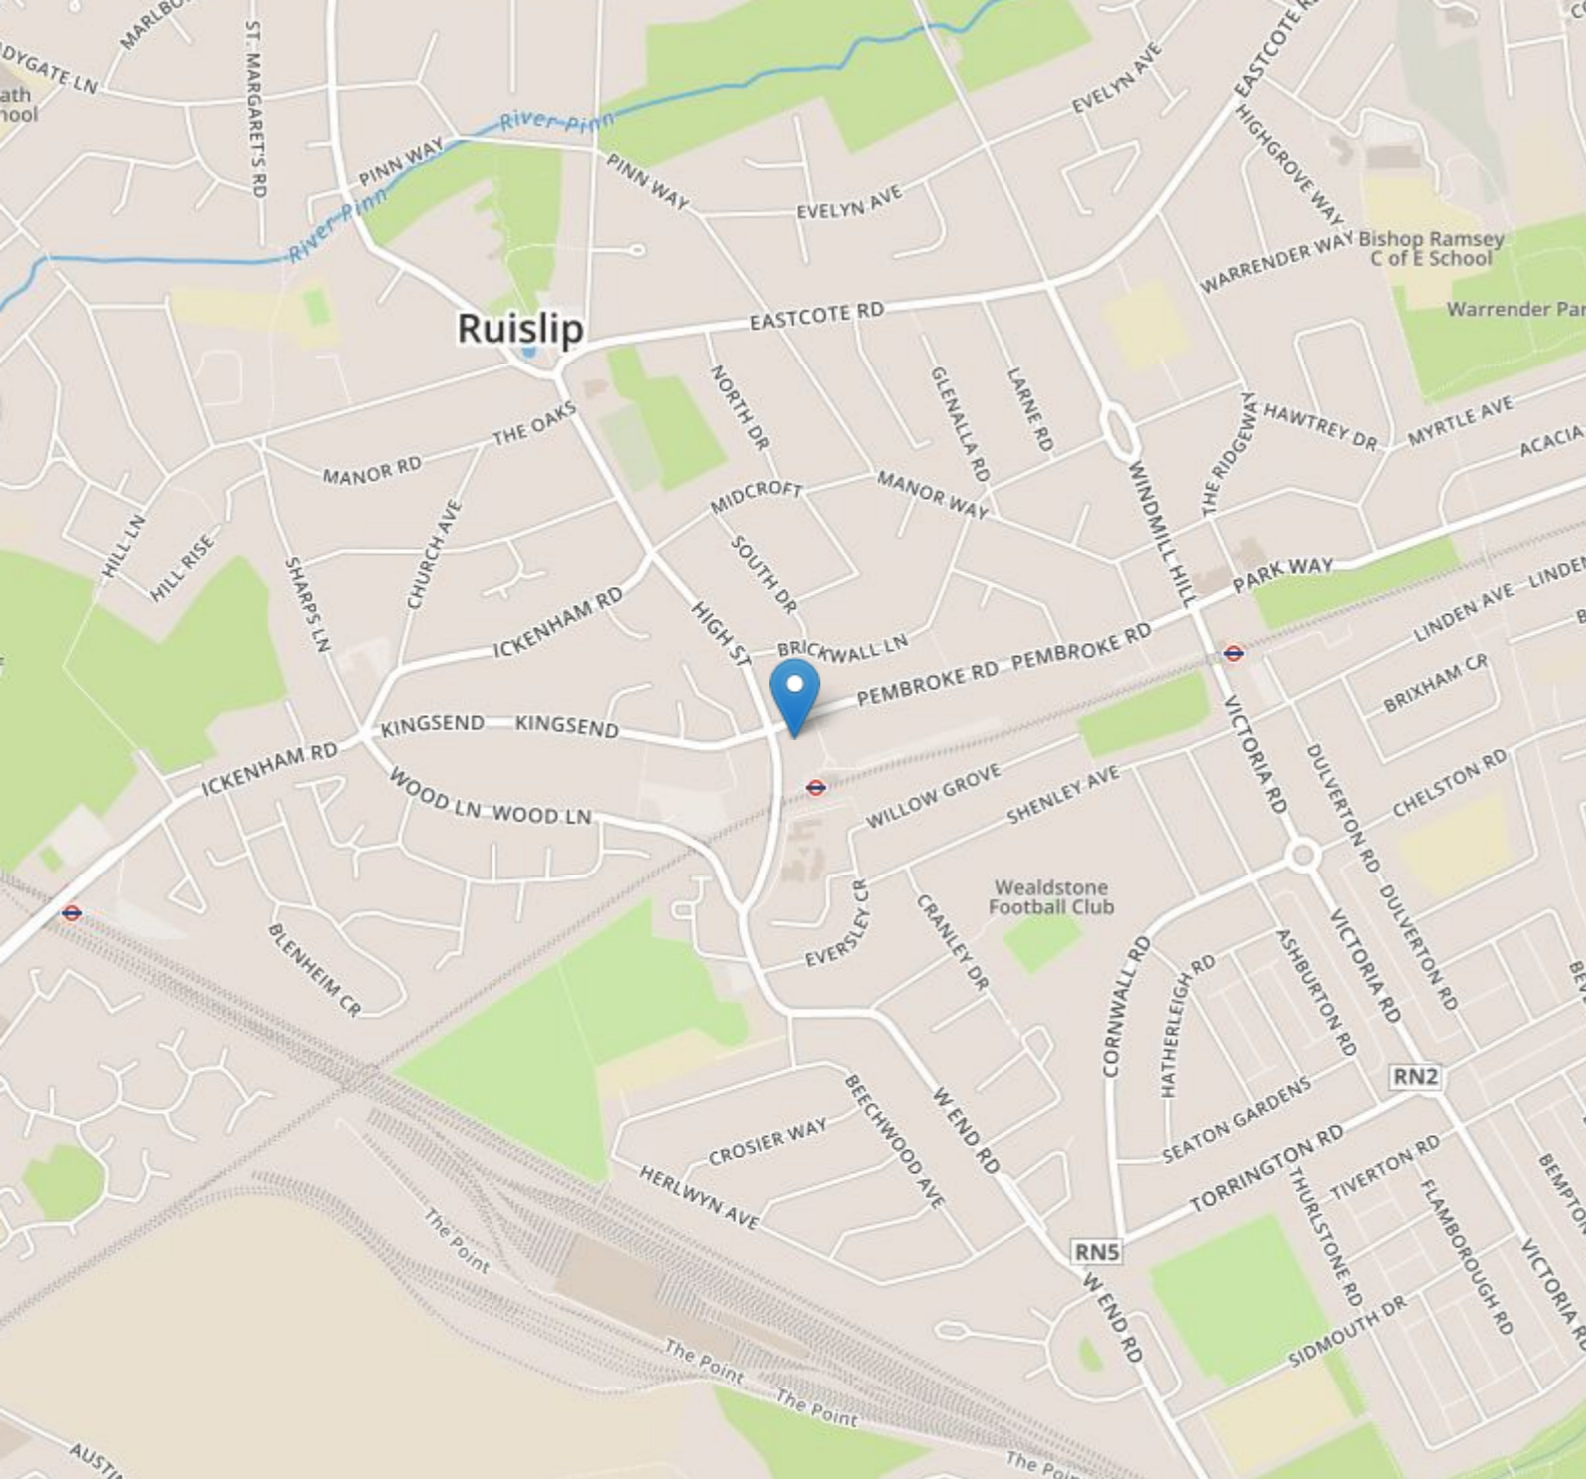 MARLBO
EASTCOTE R
DYGATE LN
ST. MARGARET'S RD
EVELYN AVE
ath
hool
River Pinn
HIGHGROVE WAY
PINN WAY
PINN WAY
EVELYN AVE
River Pinn
Bishop Ramsey
C of E School
WARRENDER WAY
Warrender Par
EASTCOTE RD
Ruislip
NORTH DR
GLENALLA RD
LARNE RD
THE OAKS
THE RIDGEWAY
HAWTREY DR
MYRTLE AVE
ACACIA
MANOR RD
MIDCROFT
MANOR WAY
WINDMILL HILL
HILL LN
HILL RISE
CHURCH AVE
SHARPS LN
SOUTH DR
PARK WAY
ICKENHAM RD
HIGH ST
LINDEN AVE
LINDEN
BRICKWALL LN
PEMBROKE RD
PEMBROKE RD
B
BRIXHAM CR
KINGSEND
KINGSEND
VICTORIA RD
ICKENHAM RD
WOOD LN
WOOD LN
WILLOW GROVE
SHENLEY AVE
DULVERTON RD
CHELSTON RD
Wealdstone
Football Club
EVERSLEY CR
CRANLEY DR
DULVERTON RD
BLENHEIM CR
CORNWALL RD
HATHERLEIGH RD
ASHBURTON RD
VICTORIA RD
BEV
RN2
BEECHWOOD AVE
W END RD
SEATON GARDENS
CROSIER WAY
TORRINGTON RD
TIVERTON RD
HERLWYN AVE
THURLSTONE RD
FLAMBOROUGH RD
BEMPTON
The Point
RN5
VICTORIA RD
W END RD
SIDMOUTH DR
The Point
The Point
AUSTIN
The Poin